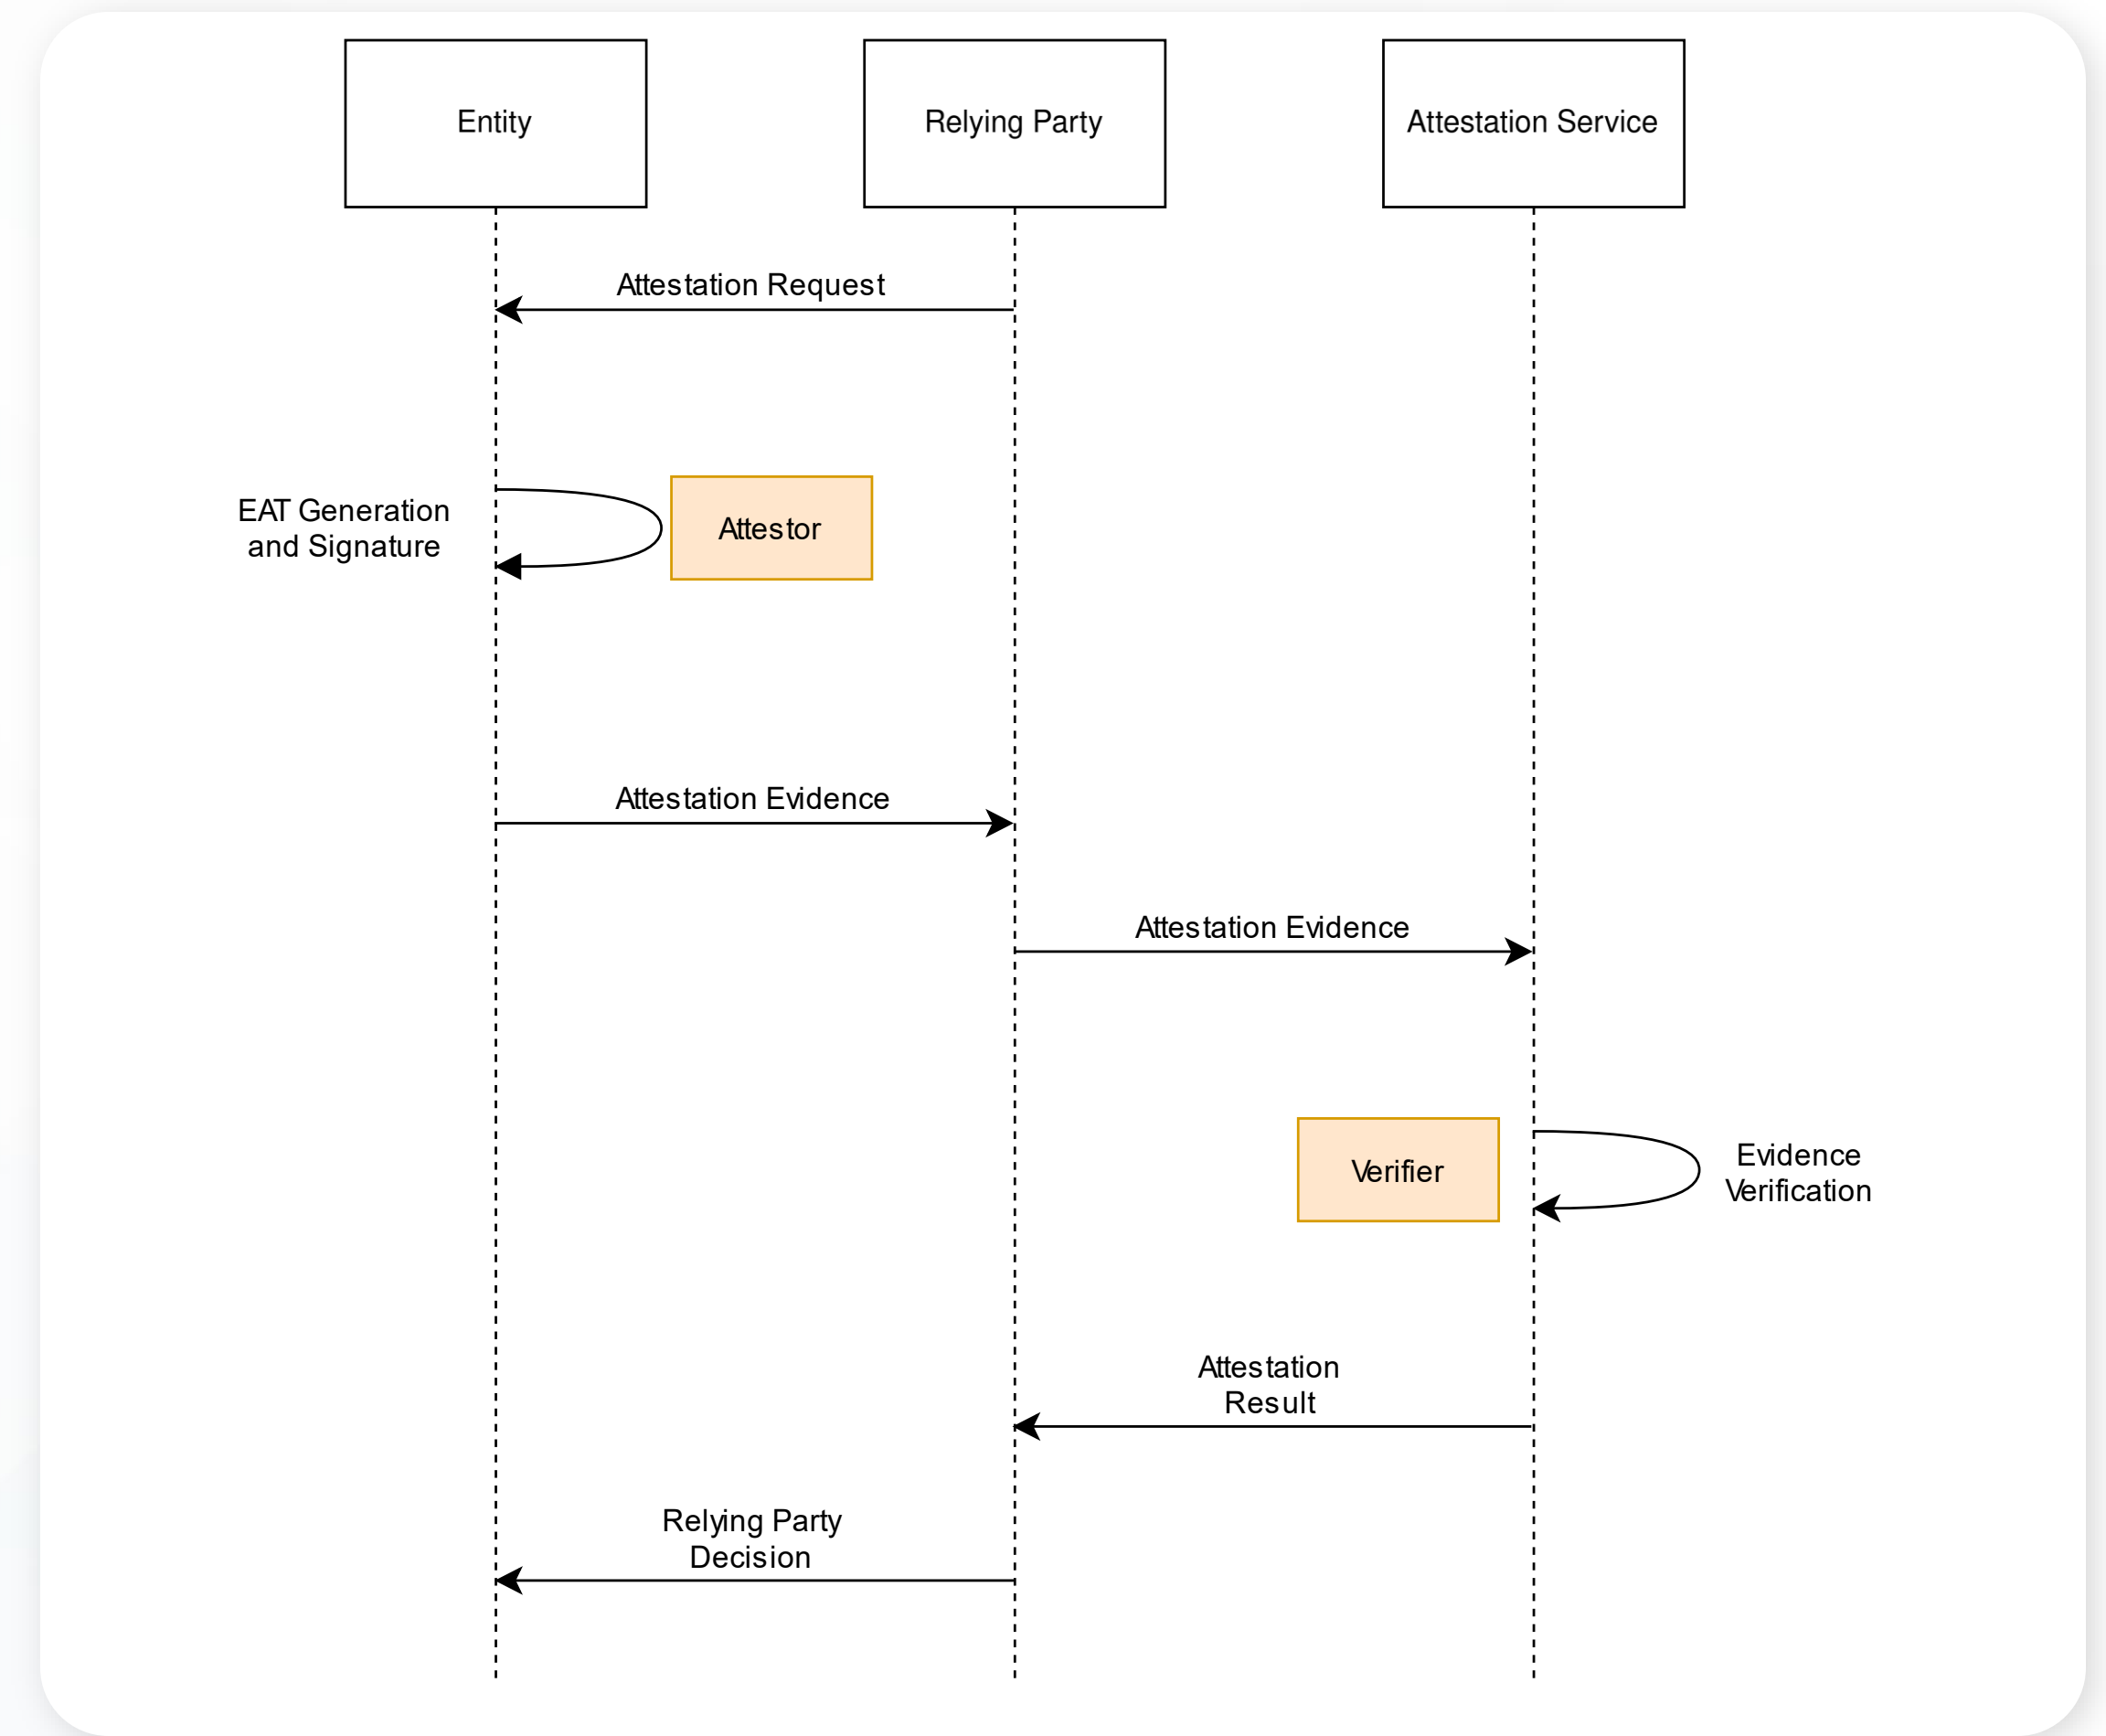 Entity
Relying Party
Attestation Service
Attestation Request
EAT Generation
and Signature
Attestor
Attestation Evidence
Attestation Evidence
Verifier
Evidence
Verification
Attestation
Result
Relying Party
Decision